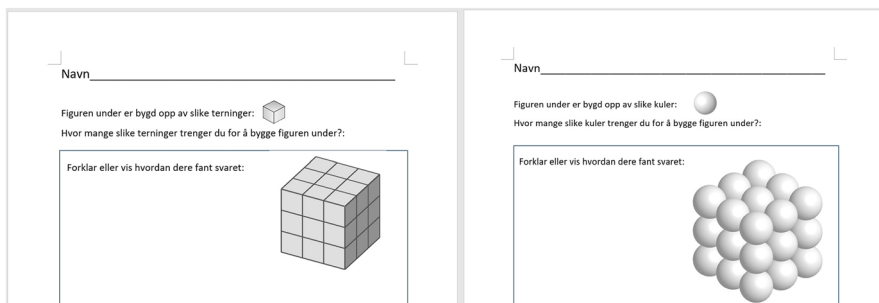 Navn
Figuren under er bygd opp av slike terninger:
Hvor mange slike terninger trenger du for å bygge figuren under?:
Forklar eller vis hvordan dere fant svaret:
Navn
Figuren under er bygd opp av slike kuler:
Hvor mange slike kuler trenger du for å bygge figuren under?:
Forklar eller vis hvordan dere fant svaret: